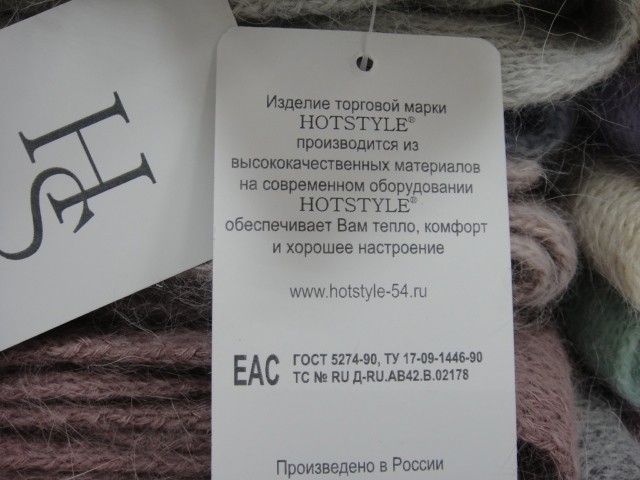 HS
Изделие торговой марки
HOTSTYLE®
производится из
высококачественных материалов
на современном оборудовании
HOTSTYLE®
обеспечивает Вам тепло, комфорт
и хорошее настроение
www.hotstyle-54.ru
EAC
ГОСТ 5274-90, ТУ 17-09-1446-90
ТС № RU Д-RU.АВ42.В.02178
Произведено в России